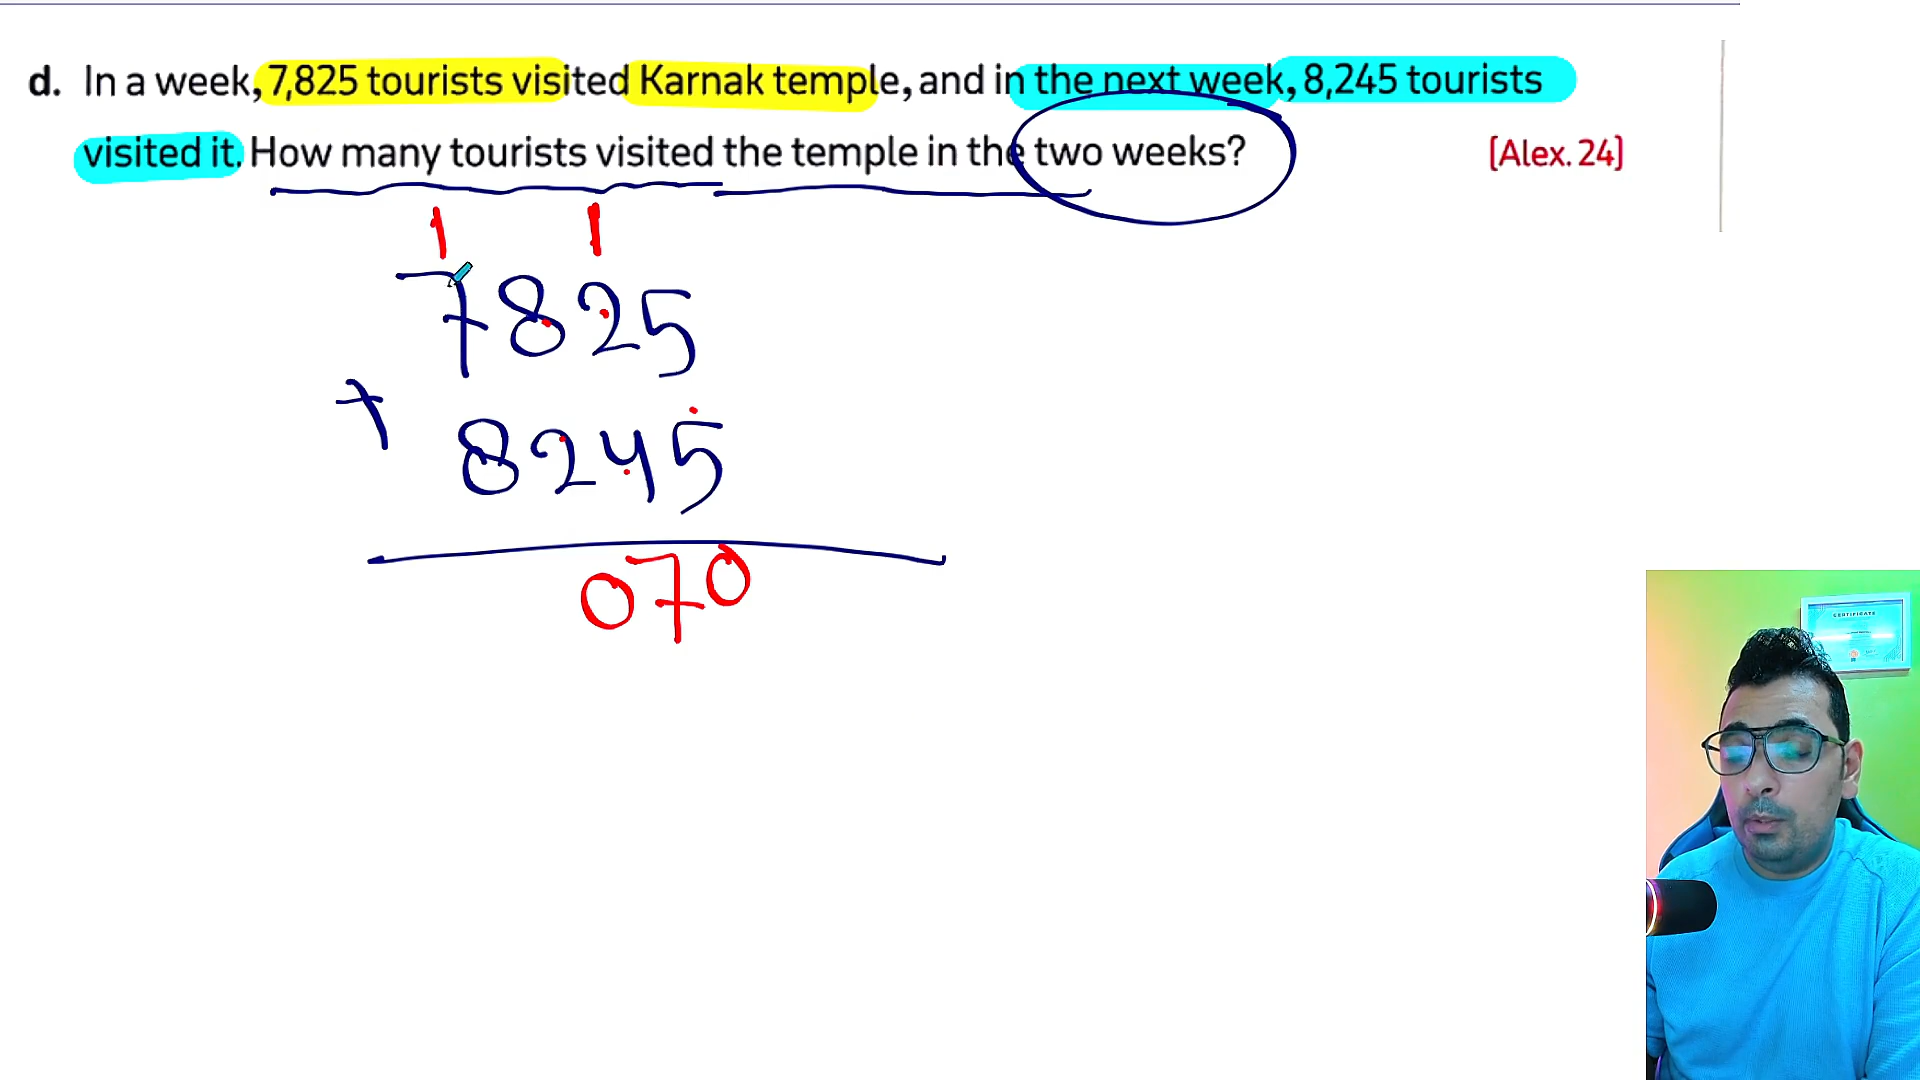 d. In a week, 7,825 tourists visited Karnak temple, and in the next week, 8,245 tourists
visited it. How many tourists visited the temple in the two weeks? [Alex. 24]
1 1
7825
+ 8245
070
CERTIFICATE